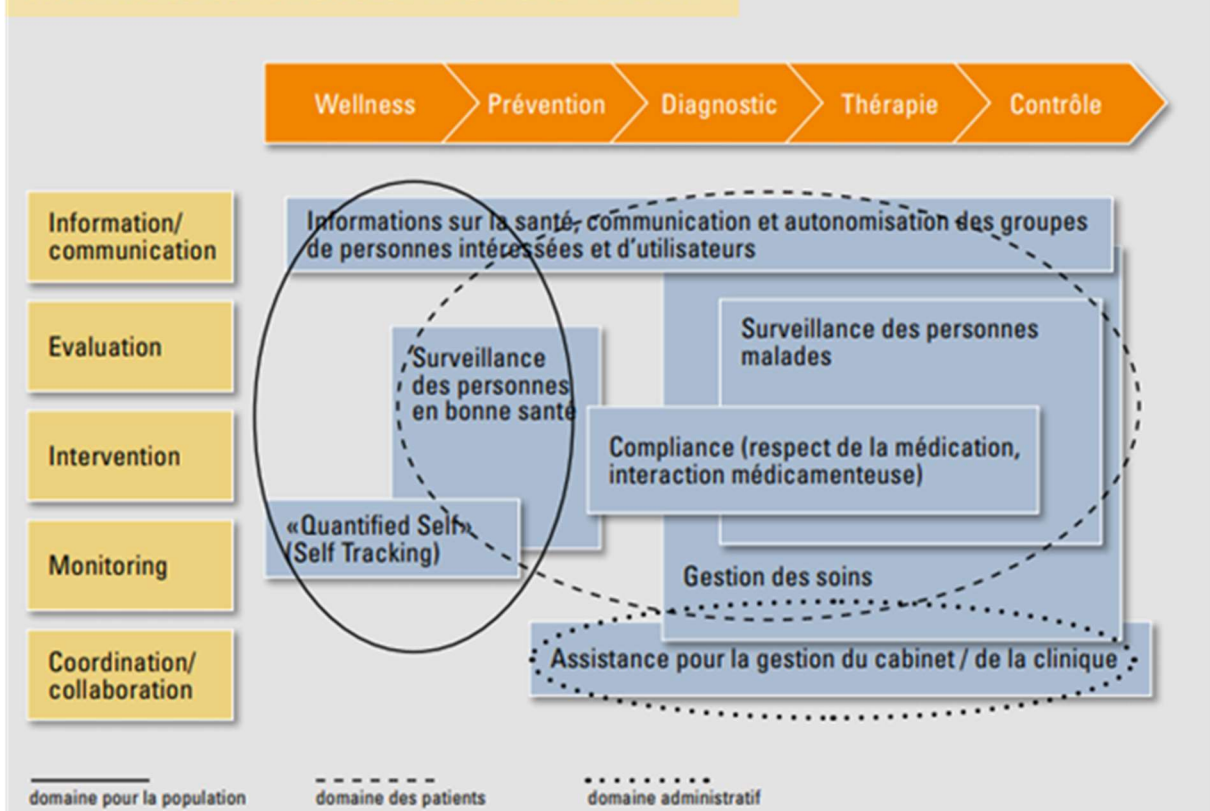 Wellness
Prévention
Diagnostic
Thérapie
Contrôle
Information/
communication
Informations sur la santé, communication et autonomisation des groupes
de personnes intéressées et d'utilisateurs
Evaluation
Surveillance
des personnes
en bonne santé
Surveillance des personnes
malades
Intervention
Compliance (respect de la médication,
interaction médicamenteuse)
«Quantified Self»
(Self Tracking)
Monitoring
Gestion des soins
Coordination/
collaboration
Assistance pour la gestion du cabinet / de la clinique
domaine pour la population
domaine des patients
domaine administratif